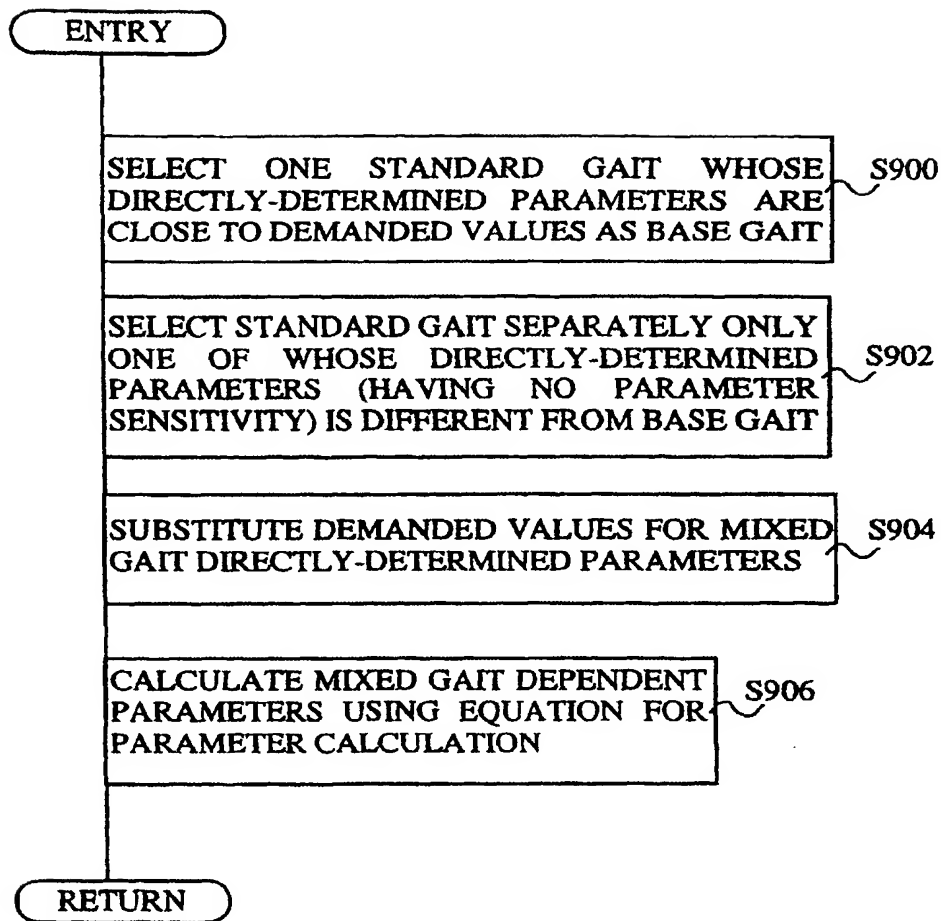 ENTRY
SELECT ONE STANDARD GAIT WHOSE
DIRECTLY-DETERMINED PARAMETERS ARE
CLOSE TO DEMANDED VALUES AS BASE GAIT
S900
SELECT STANDARD GAIT SEPARATELY ONLY
ONE OF WHOSE DIRECTLY-DETERMINED
PARAMETERS (HAVING NO PARAMETER
SENSITIVITY) IS DIFFERENT FROM BASE GAIT
S902
SUBSTITUTE DEMANDED VALUES FOR MIXED
GAIT DIRECTLY-DETERMINED PARAMETERS
S904
CALCULATE MIXED GAIT DEPENDENT
PARAMETERS USING EQUATION FOR
PARAMETER CALCULATION
S906
RETURN